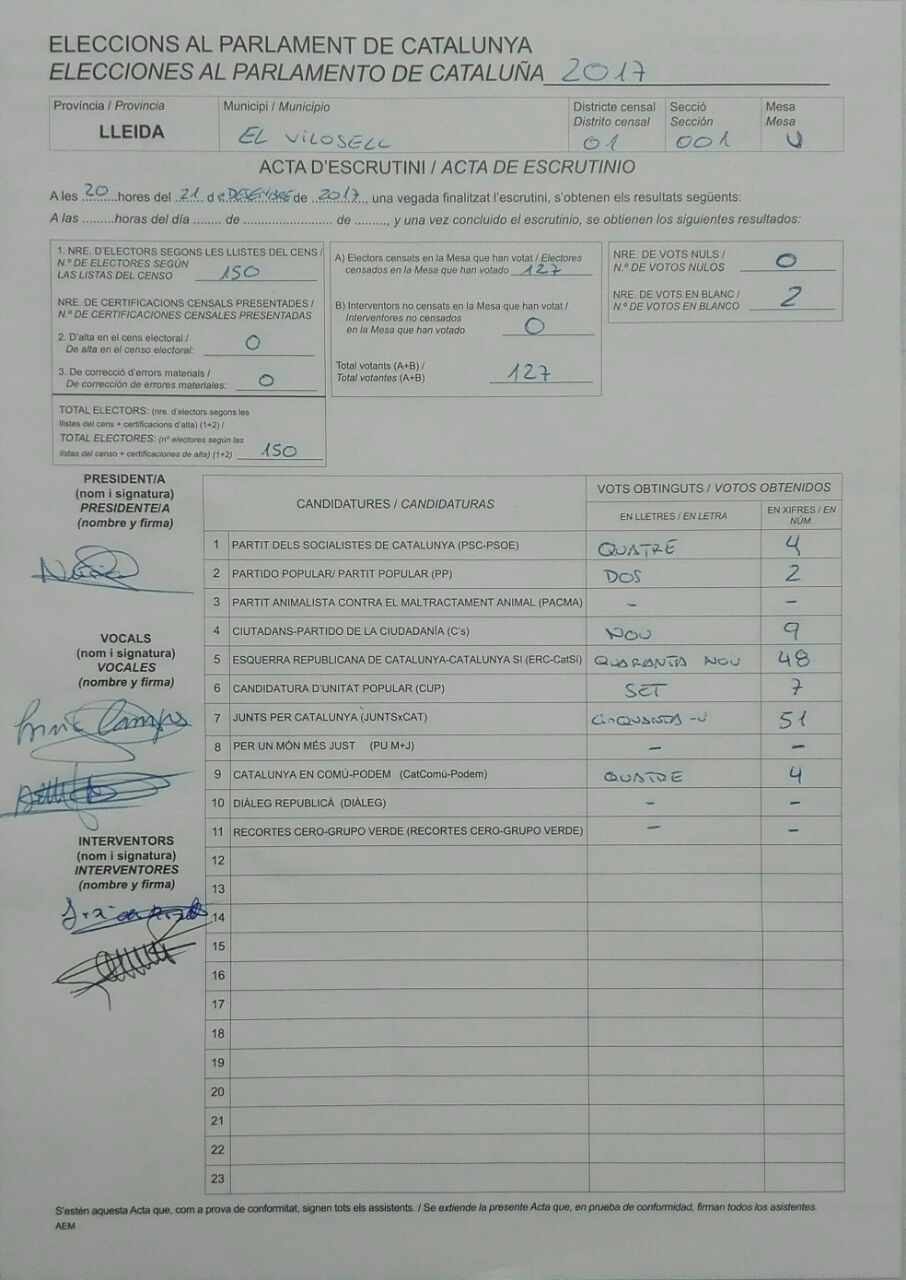 ELECCIONS AL PARLAMENT DE CATALUNYA
ELECCIONES AL PARLAMENTO DE CATALUÑA 2017
Província / Provincia
LLEIDA
Municipi / Municipio
EL VILOSELL
Districte censal
Distrito censal
01
Secció
Sección
001
Mesa
Mesa
U
ACTA D'ESCRUTINI / ACTA DE ESCRUTINIO
A les 20 hores del 21 de DESEMBRE de 2017, una vegada finalitzat l'escrutini, s'obtenen els resultats següents:
A las .........horas del día ........ de ......................... de ........., y una vez concluido el escrutinio, se obtienen los siguientes resultados:
1. NRE. D'ELECTORS SEGONS LES LLISTES DEL CENS /
N.º DE ELECTORES SEGÚN
LAS LISTAS DEL CENSO 150
NRE. DE CERTIFICACIONS CENSALS PRESENTADES /
N.º DE CERTIFICACIONES CENSALES PRESENTADAS
2. D'alta en el cens electoral /
De alta en el censo electoral: 0
3. De correcció d'errors materials /
De corrección de errores materiales: 0
TOTAL ELECTORS: (nre. d'electors segons les
llistes del cens + certificacions d'alta) (1+2) /
TOTAL ELECTORES: (nº electores según las
listas del censo + certificaciones de alta) (1+2) 150
A) Electors censats en la Mesa que han votat / Electores
censados en la Mesa que han votado 127
B) Interventors no censats en la Mesa que han votat /
Interventores no censados
en la Mesa que han votado 0
Total votants (A+B) /
Total votantes (A+B) 127
NRE. DE VOTS NULS /
N.º DE VOTOS NULOS 0
NRE. DE VOTS EN BLANC /
N.º DE VOTOS EN BLANCO 2
PRESIDENT/A
(nom i signatura)
PRESIDENTE/A
(nombre y firma)
VOCALS
(nom i signatura)
VOCALES
(nombre y firma)
INTERVENTORS
(nom i signatura)
INTERVENTORES
(nombre y firma)
CANDIDATURES / CANDIDATURAS
VOTS OBTINGUTS / VOTOS OBTENIDOS
EN LLETRES / EN LETRA
EN XIFRES / EN
NÚM.
1 PARTIT DELS SOCIALISTES DE CATALUNYA (PSC-PSOE) QUATRE 4
2 PARTIDO POPULAR/ PARTIT POPULAR (PP) DOS 2
3 PARTIT ANIMALISTA CONTRA EL MALTRACTAMENT ANIMAL (PACMA) - -
4 CIUTADANS-PARTIDO DE LA CIUDADANÍA (C's) NOU 9
5 ESQUERRA REPUBLICANA DE CATALUNYA-CATALUNYA SI (ERC-CatSí) QUARANTA NOU 48
6 CANDIDATURA D'UNITAT POPULAR (CUP) SET 7
7 JUNTS PER CATALUNYA (JUNTSxCAT) CINQUANTA-U 51
8 PER UN MÓN MÉS JUST (PU M+J) - -
9 CATALUNYA EN COMÚ-PODEM (CatComú-Podem) QUATRE 4
10 DIÀLEG REPUBLICÀ (DIÀLEG) - -
11 RECORTES CERO-GRUPO VERDE (RECORTES CERO-GRUPO VERDE) - -
12
13
14
15
16
17
18
19
20
21
22
23
S'estén aquesta Acta que, com a prova de conformitat, signen tots els assistents. / Se extiende la presente Acta que, en prueba de conformidad, firman todos los asistentes.
AEM